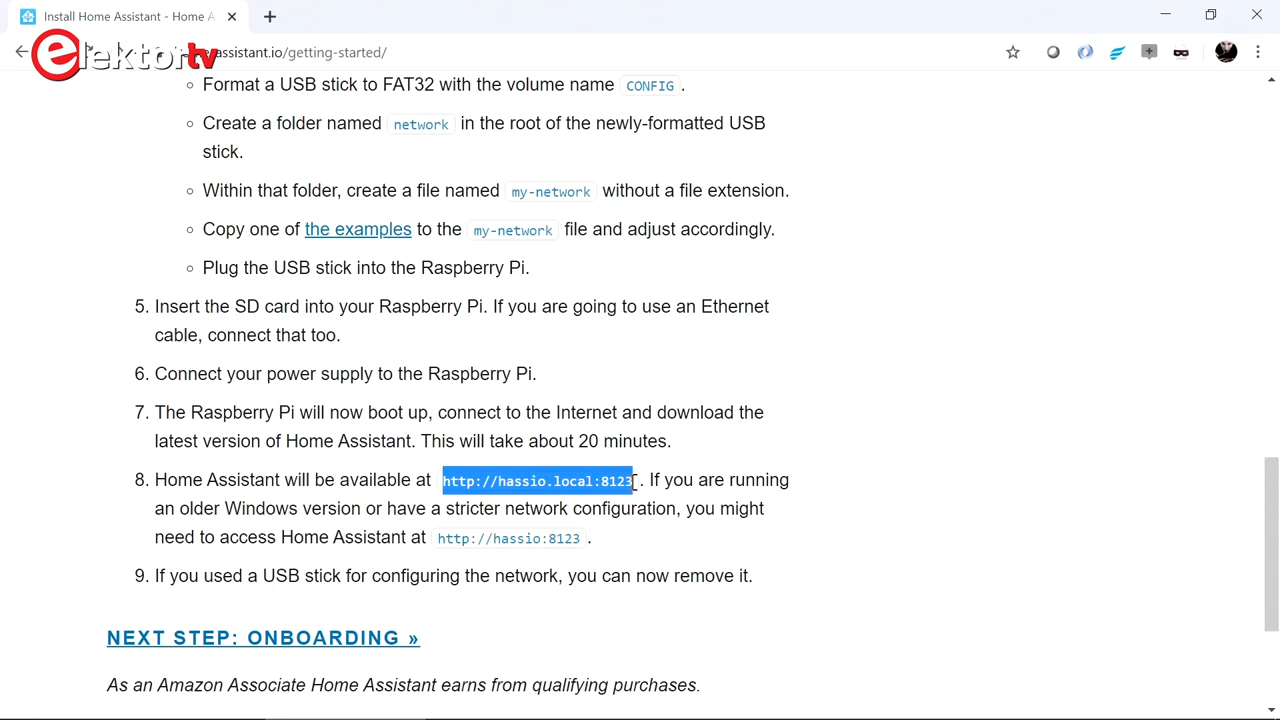 Install Home Assistant - Home A
elektor tv
assistant.io/getting-started/
Format a USB stick to FAT32 with the volume name CONFIG .
Create a folder named network in the root of the newly-formatted USB
stick.
Within that folder, create a file named my-network without a file extension.
Copy one of the examples to the my-network file and adjust accordingly.
Plug the USB stick into the Raspberry Pi.
5. Insert the SD card into your Raspberry Pi. If you are going to use an Ethernet
cable, connect that too.
6. Connect your power supply to the Raspberry Pi.
7. The Raspberry Pi will now boot up, connect to the Internet and download the
latest version of Home Assistant. This will take about 20 minutes.
8. Home Assistant will be available at http://hassio.local:8123 . If you are running
an older Windows version or have a stricter network configuration, you might
need to access Home Assistant at http://hassio:8123 .
9. If you used a USB stick for configuring the network, you can now remove it.
NEXT STEP: ONBOARDING »
As an Amazon Associate Home Assistant earns from qualifying purchases.